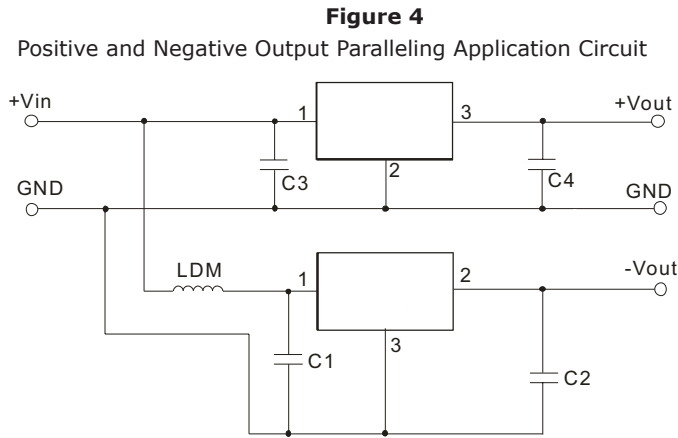 Figure 4
Positive and Negative Output Paralleling Application Circuit
+Vin
1
3
+Vout
C3
2
C4
GND
GND
LDM
1
2
-Vout
3
C1
C2